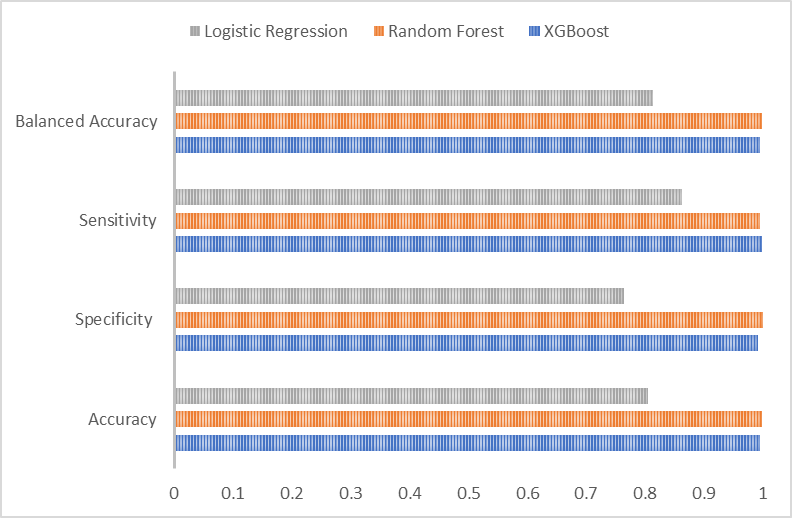 Logistic Regression Random Forest XGBoost
Balanced Accuracy
Sensitivity
Specificity
Accuracy
0 0.1 0.2 0.3 0.4 0.5 0.6 0.7 0.8 0.9 1